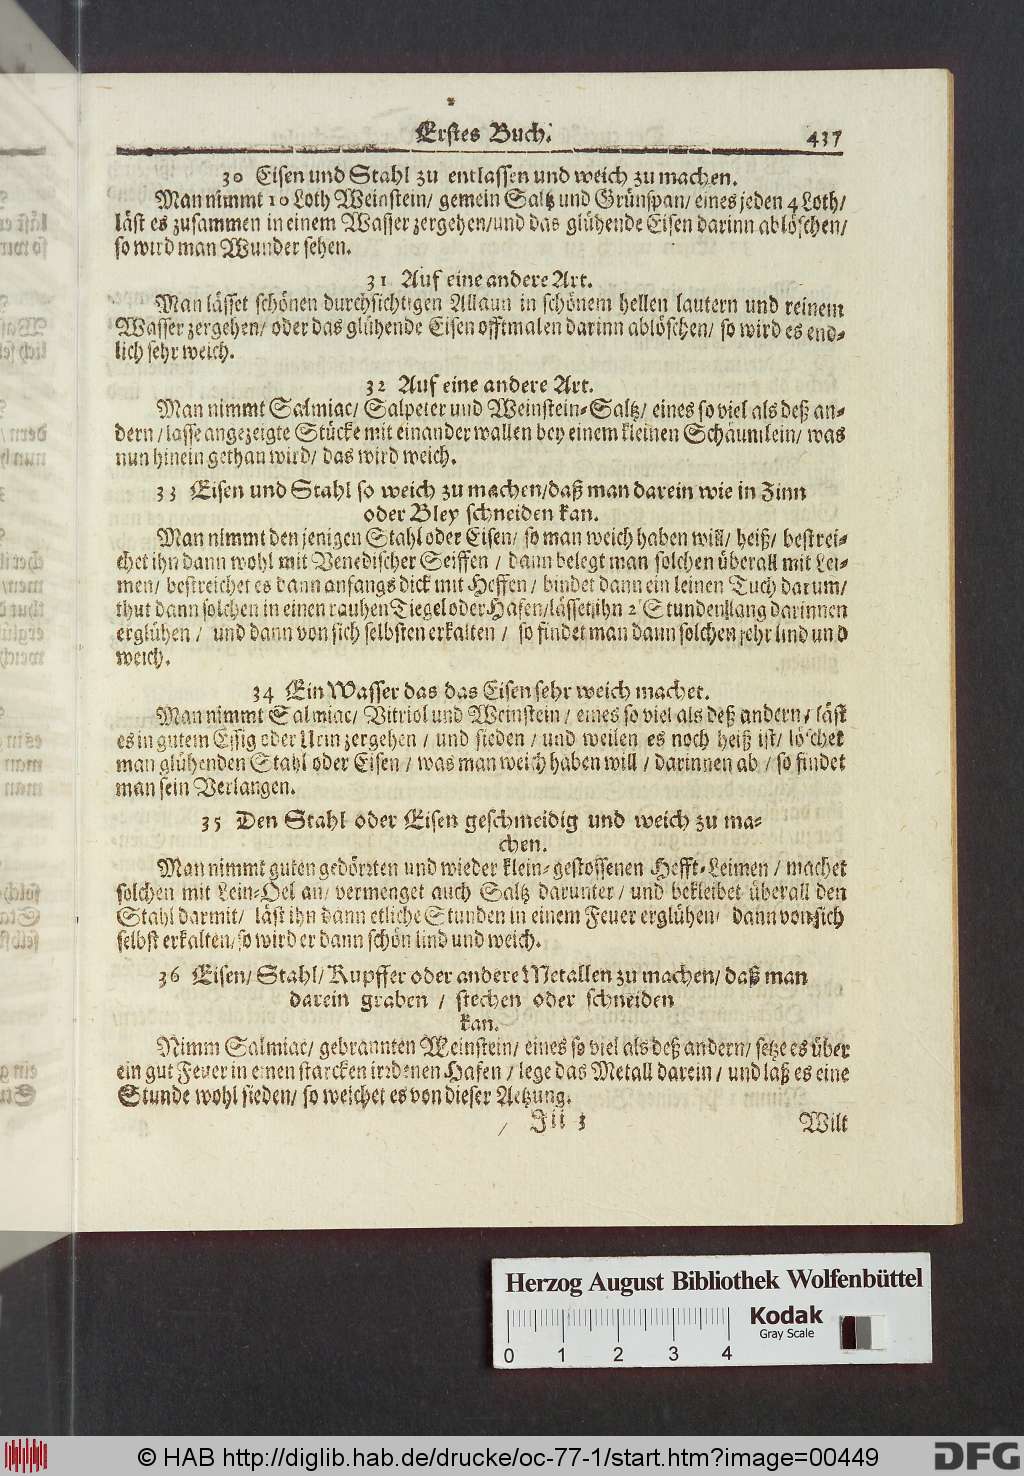 Erstes Buch. 437
30 Eisen und Stahl zu entlassen und weich zu machen.
Man nimmt 10 Loth Weinstein/ gemein Saltz und Grünspan/ eines jeden 4 Loth/
läst es zusammen in einem Wasser zergehen/und das glühende Eisen darinn ablöschen/
so wird man Wunder sehen.
31 Auf eine andere Art.
Man lässet schönen durchsichtigen Allaun in schönem hellen lautern und reinem
Wasser zergehen/ oder das glühende Eisen offtmalen darinn ablöschen/ so wird es end-
lich sehr weich.
32 Auf eine andere Art.
Man nimmt Salmiac/ Salpeter und Weinstein-Saltz/ eines so viel als deß an-
dern/ lasse angezeigte Stücke mit einander wallen bey einem kleinen Schäumlein/ was
nun hinein gethan wird/ das wird weich.
33 Eisen und Stahl so weich zu machen/daß man darein wie in Zinn
oder Bley schneiden kan.
Man nimmt den jenigen Stahl oder Eisen/ so man weich haben will/ heiß/ bestrei-
chet ihn dann wohl mit Venedischer Seiffen / dann belegt man solchen überall mit Lei-
men/ bestreichet es dann anfangs dick mit Heffen/ bindet dann ein leinen Tuch darum/
thut dann solchen in einen rauhen Tiegel oder Hafen/lässet ihn 2 Stunden lang darinnen
erglühen / und dann von sich selbsten erkalten / so findet man dann solchen sehr lind und
weich.
34 Ein Wasser das das Eisen sehr weich machet.
Man nimmt Salmiac/ Vitriol und Weinstein/ eines so viel als deß andern/ läst
es in gutem Essig oder Urin zergehen / und sieden / und weilen es noch heiß ist/ löschet
man glühenden Stahl oder Eisen / was man weich haben will / darinnen ab / so findet
man sein Verlangen.
35 Den Stahl oder Eisen geschmeidig und weich zu ma-
chen.
Man nimmt guten gedörrten und wieder klein-gestossenen Hefft-Leimen / machet
solchen mit Lein-Oel an/ vermenget auch Saltz darunter / und bekleibet überall den
Stahl darmit/ läst ihn dann etliche Stunden in einem Feuer erglühen/ dann von sich
selbst erkalten/ so wird er dann schön lind und weich.
36 Eisen/ Stahl/ Kupffer oder andere Metallen zu machen/ daß man
darein graben / stechen oder schneiden
kan.
Nimm Salmiac/ gebrannten Weinstein/ eines so viel als deß andern/ setze es über
ein gut Feuer in einen starcken irrdenen Hafen / lege das Metall darein / und laß es eine
Stunde wohl sieden/ so weichet es von dieser Aetzung.
Iii 3 Wilt
Herzog August Bibliothek Wolfenbüttel
Kodak
Gray Scale
0 1 2 3 4
© HAB http://diglib.hab.de/drucke/oc-77-1/start.htm?image=00449
DFG